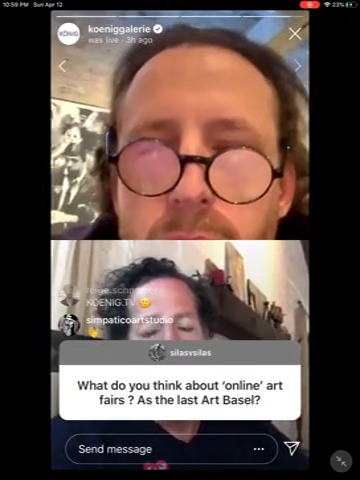 10:59 PM Sun Apr 12
23%
KÖNIG
koeniggalerie
was live · 3h ago
KÖNIG
KOENIG.TV 😊
simpaticoartstudio
👋
silasvsilas
What do you think about ‘online’ art
fairs ? As the last Art Basel?
Send message